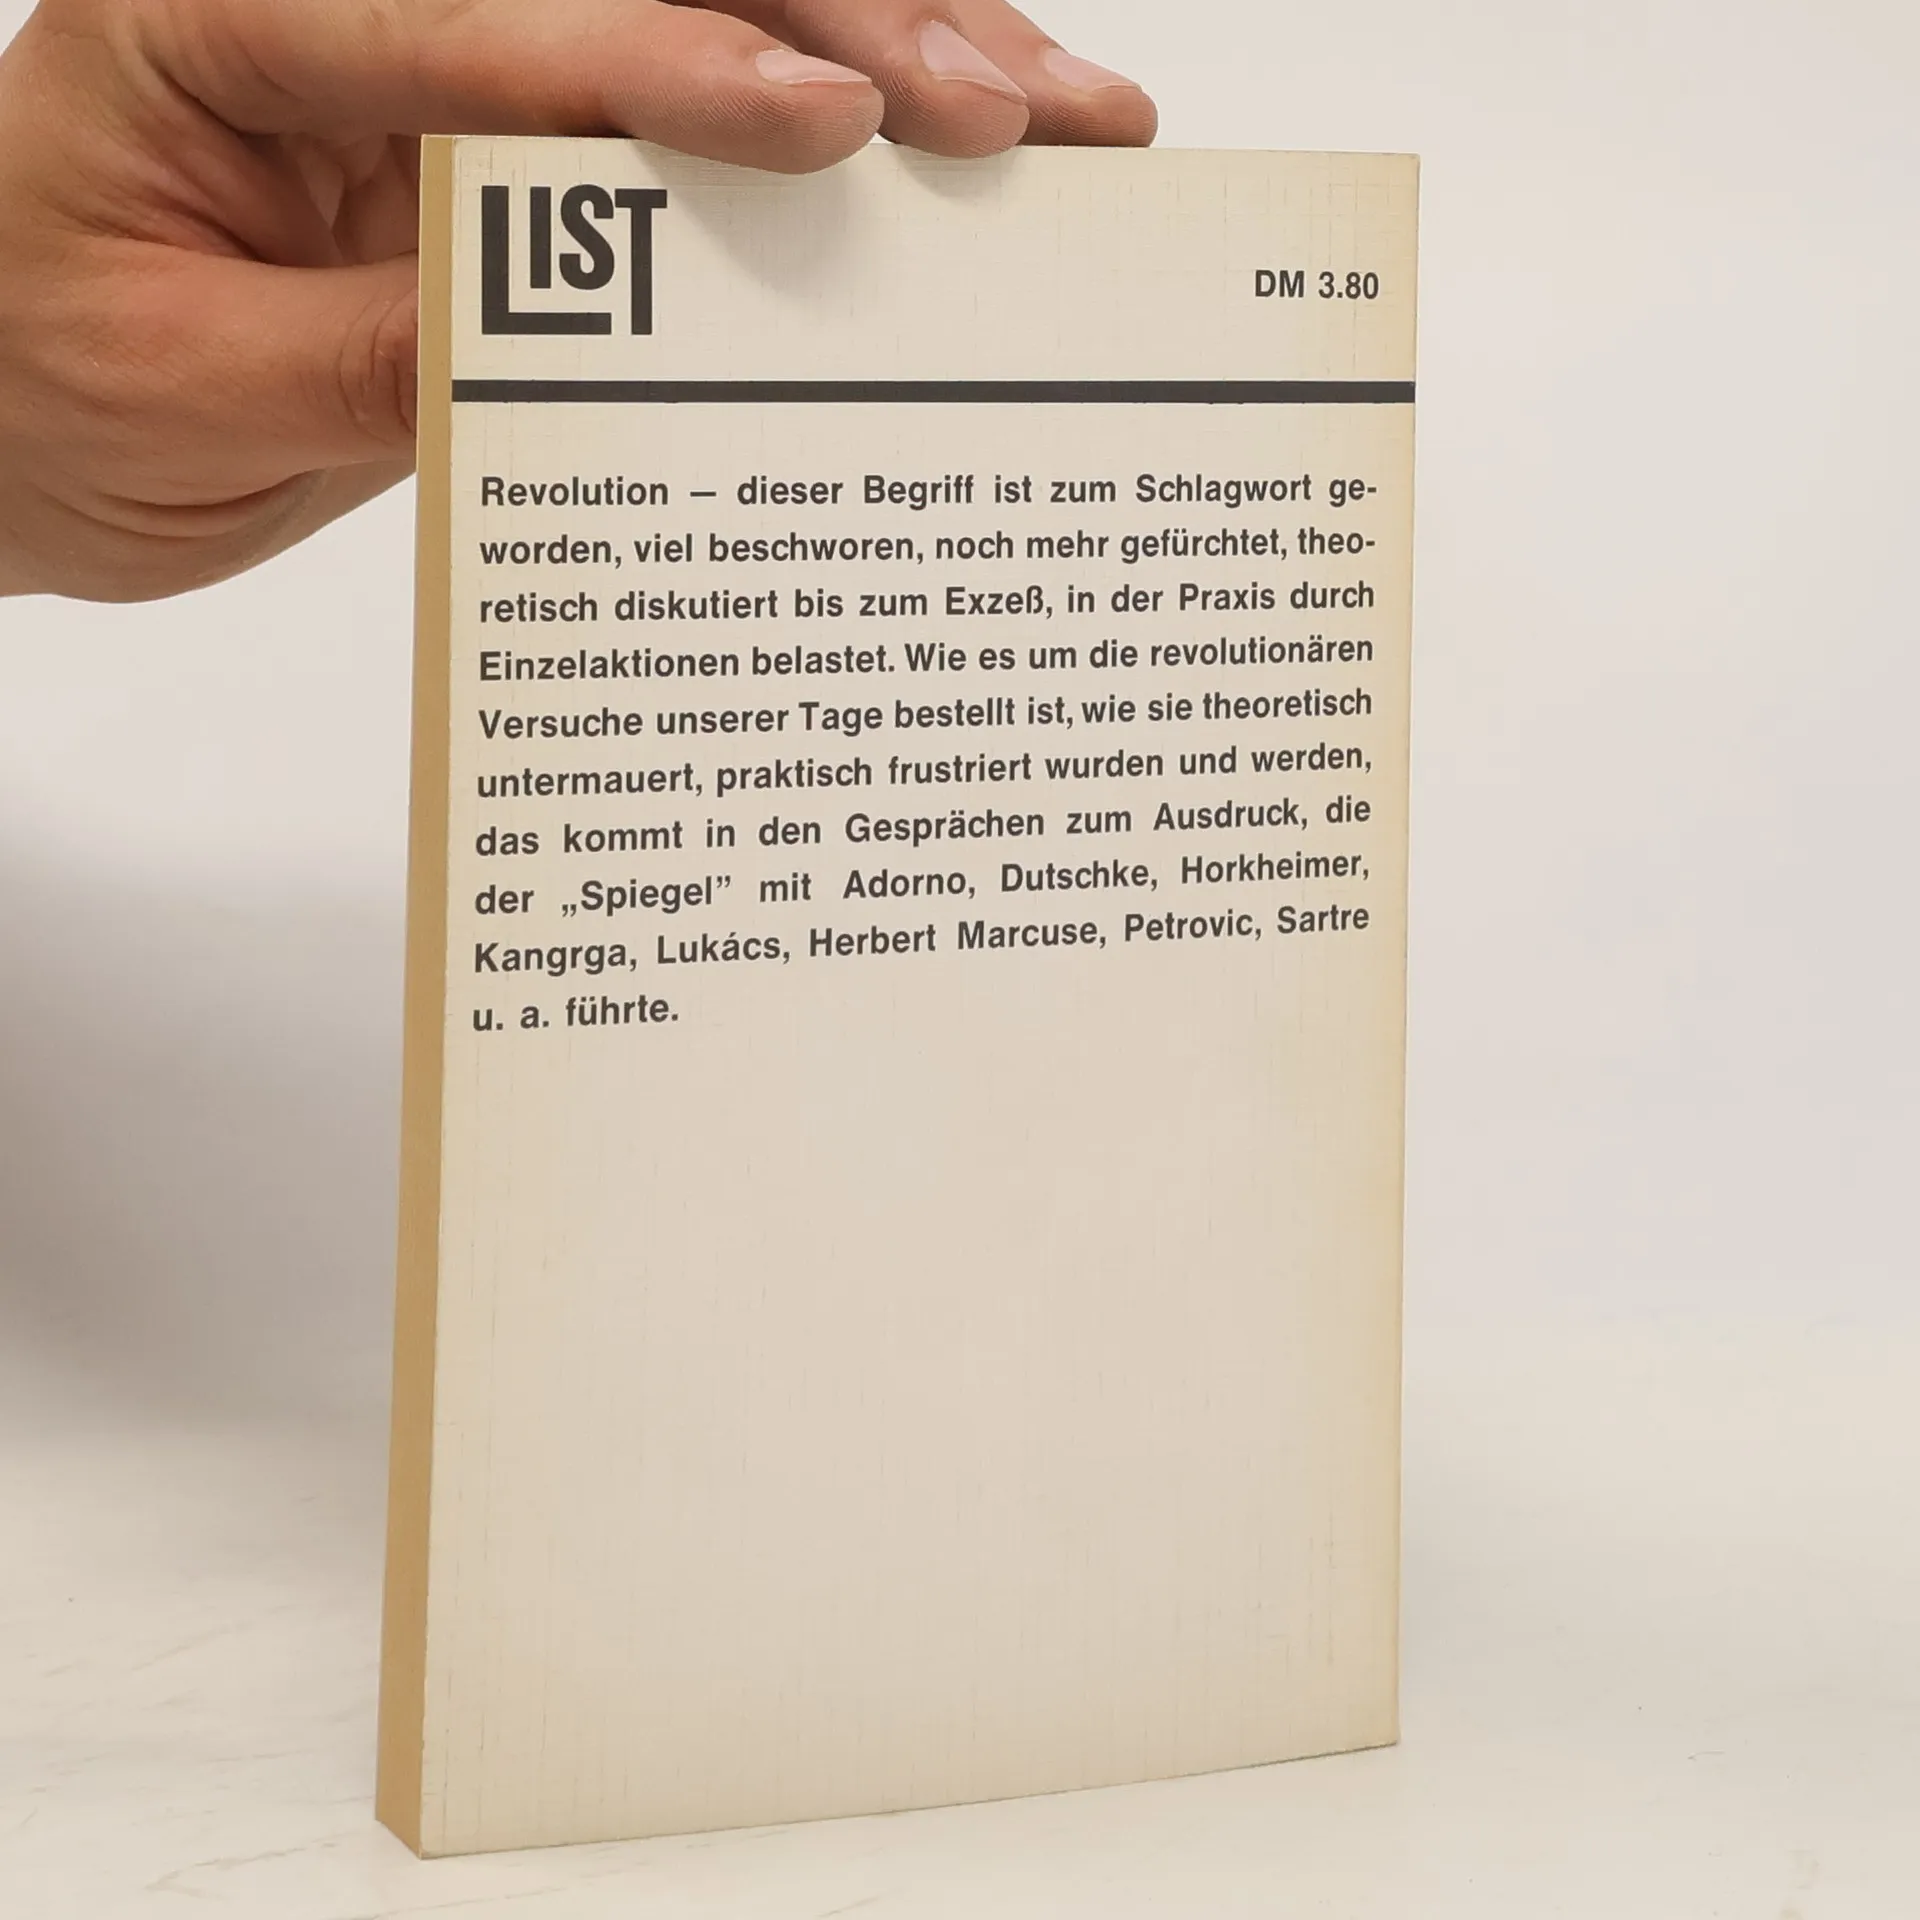 LIST
DM 3.80
Revolution — dieser Begriff ist zum Schlagwort ge-
worden, viel beschworen, noch mehr gefürchtet, theo-
retisch diskutiert bis zum Exzeß, in der Praxis durch
Einzelaktionen belastet. Wie es um die revolutionären
Versuche unserer Tage bestellt ist, wie sie theoretisch
untermauert, praktisch frustriert wurden und werden,
das kommt in den Gesprächen zum Ausdruck, die
der „Spiegel” mit Adorno, Dutschke, Horkheimer,
Kangrga, Lukács, Herbert Marcuse, Petrovic, Sartre
u. a. führte.